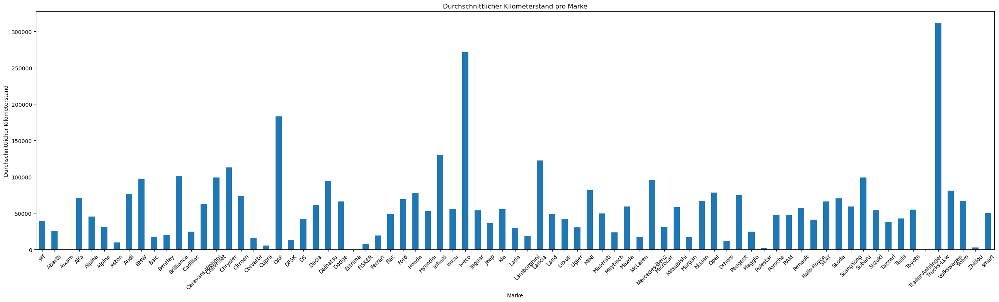 Durchschnittlicher Kilometerstand pro Marke
Durchschnittlicher Kilometerstand
300000
250000
200000
150000
100000
50000
0
9ff
Abarth
Aixam
Alfa
Alpina
Alpine
Aston
Audi
BMW
Baic
Bentley
Brilliance
Cadillac
Caravans-Wohnm
Chevrolet
Chrysler
Citroen
Corvette
Cupra
DAF
DFSK
DS
Dacia
Daihatsu
Dodge
Estrima
FISKER
Ferrari
Fiat
Ford
Honda
Hyundai
Infiniti
Isuzu
Iveco
Jaguar
Jeep
Kia
Lada
Lamborghini
Lancia
Land
Lexus
Ligier
MINI
Maserati
Maybach
Mazda
McLaren
Mercedes-Benz
Microcar
Mitsubishi
Morgan
Nissan
Opel
Others
Peugeot
Piaggio
Polestar
Porsche
RAM
Renault
Rolls-Royce
SEAT
Skoda
SsangYong
Subaru
Suzuki
Tazzari
Tesla
Toyota
Trailer-Anhänger
Trucks-Lkw
Volkswagen
Volvo
Zhidou
smart
Marke